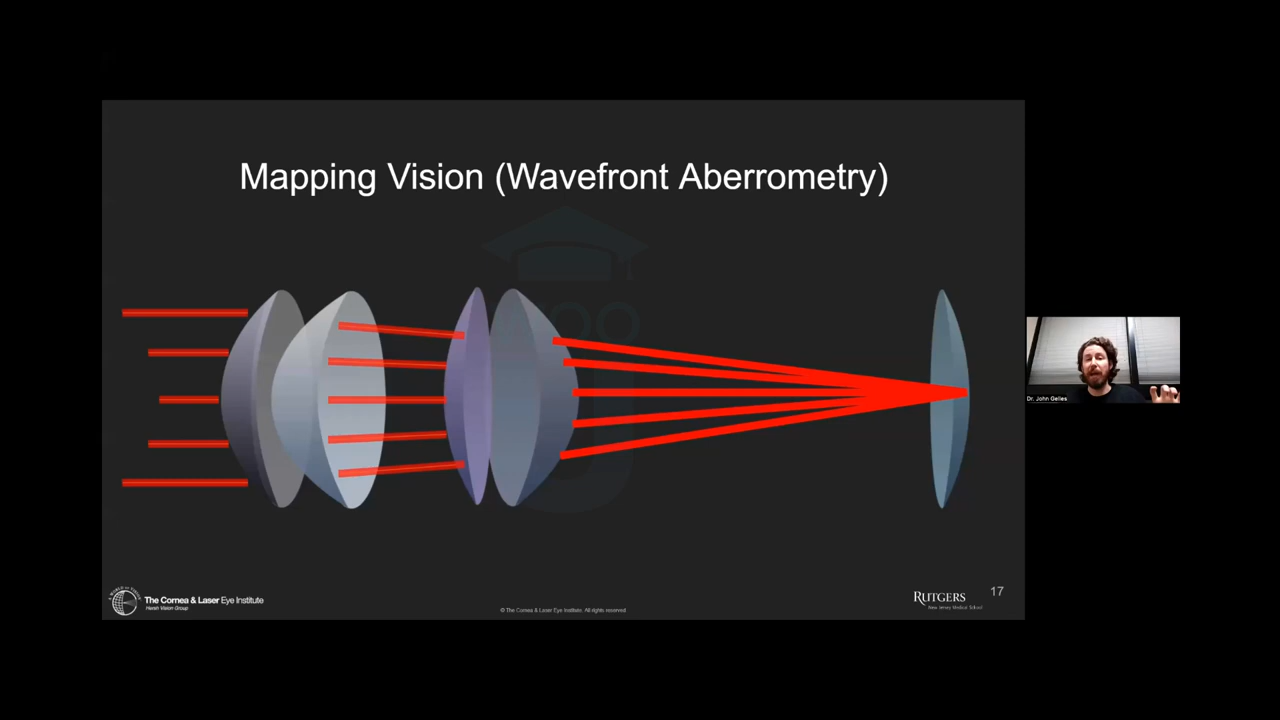 Mapping Vision (Wavefront Aberrometry)
Dr. John Gelles
The Cornea & Laser Eye Institute
Hersh Vision Group
© The Cornea & Laser Eye Institute. All rights reserved
RUTGERS
New Jersey Medical School
17